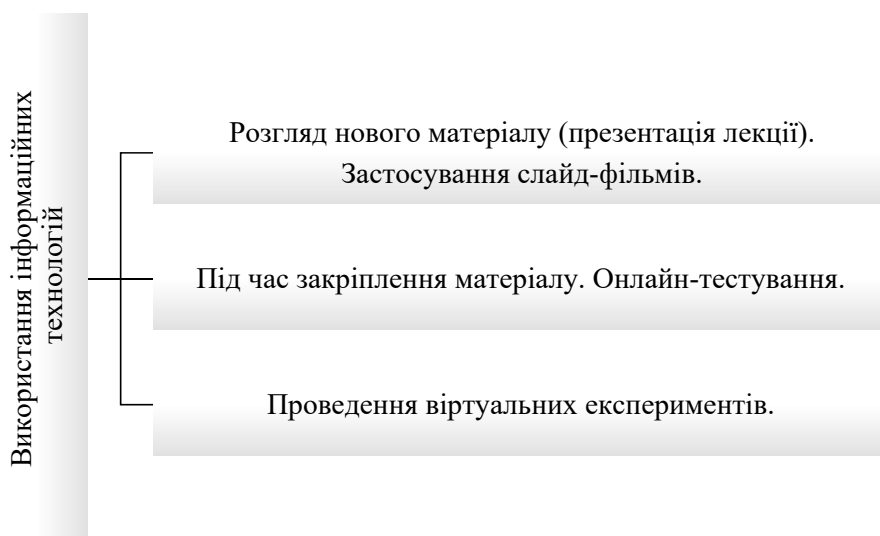 Використання інформаційних
технологій
Розгляд нового матеріалу (презентація лекції).
Застосування слайд-фільмів.
Під час закріплення матеріалу. Онлайн-тестування.
Проведення віртуальних експериментів.